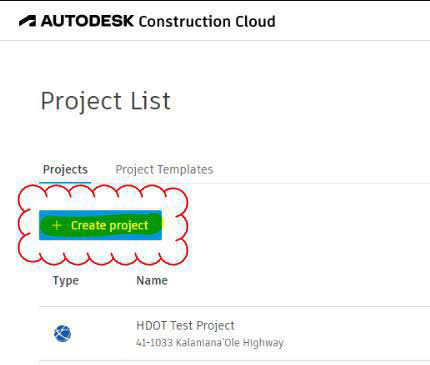 AUTODESK Construction Cloud
Project List
Projects Project Templates
+ Create project
Type Name
HDOT Test Project
41-1033 Kalaniana'Ole Highway